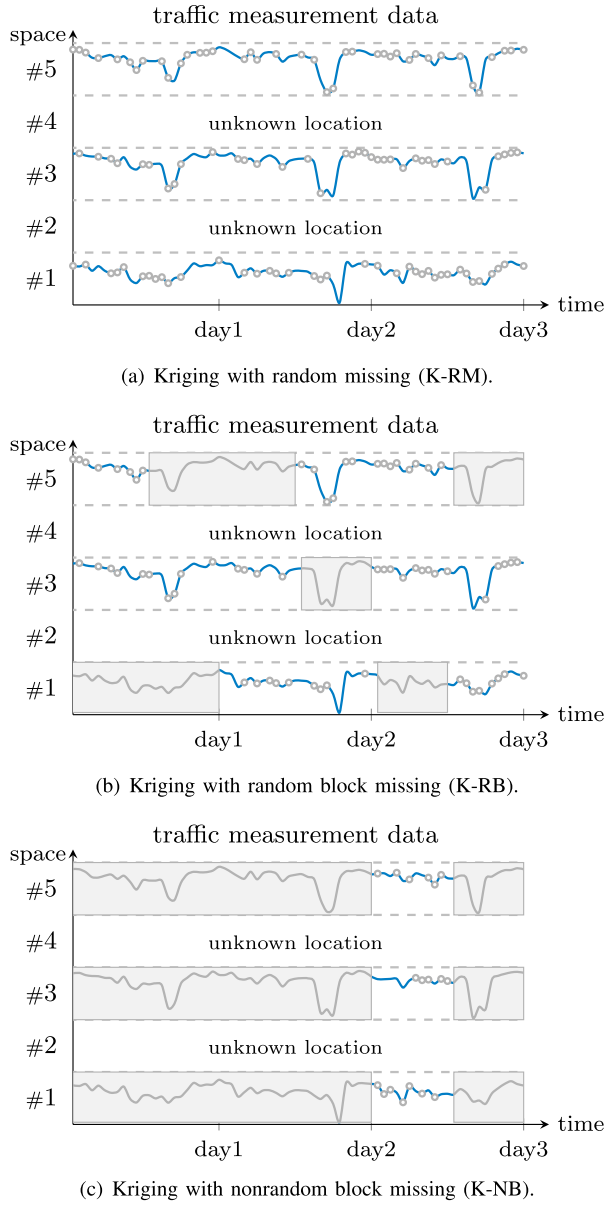 traffic measurement data
space
#5
#4 unknown location
#3
#2 unknown location
#1
time
day1 day2 day3
(a) Kriging with random missing (K-RM).
traffic measurement data
space
#5
#4 unknown location
#3
#2 unknown location
#1
time
day1 day2 day3
(b) Kriging with random block missing (K-RB).
traffic measurement data
space
#5
#4 unknown location
#3
#2 unknown location
#1
time
day1 day2 day3
(c) Kriging with nonrandom block missing (K-NB).